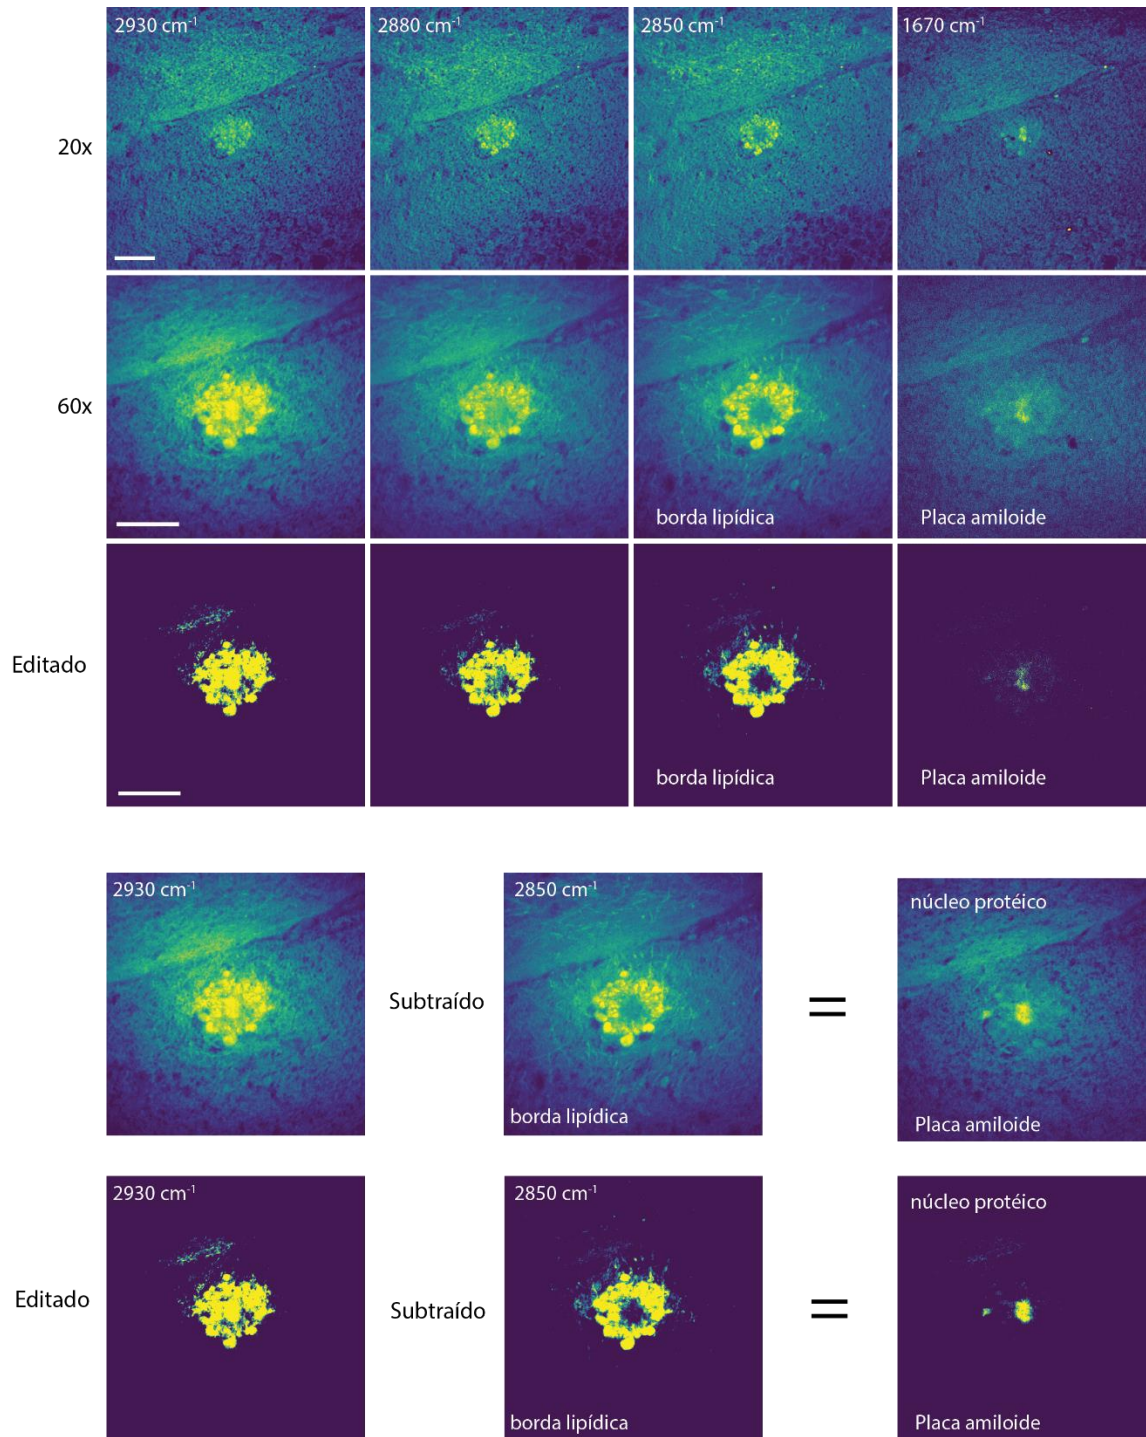 2930 cm⁻¹
2880 cm⁻¹
2850 cm⁻¹
1670 cm⁻¹
20x
60x
borda lipídica
Placa amiloide
Editado
borda lipídica
Placa amiloide
2930 cm⁻¹
2850 cm⁻¹
núcleo protéico
Subtraído
=
borda lipídica
Placa amiloide
2930 cm⁻¹
2850 cm⁻¹
núcleo protéico
Editado
Subtraído
=
borda lipídica
Placa amiloide